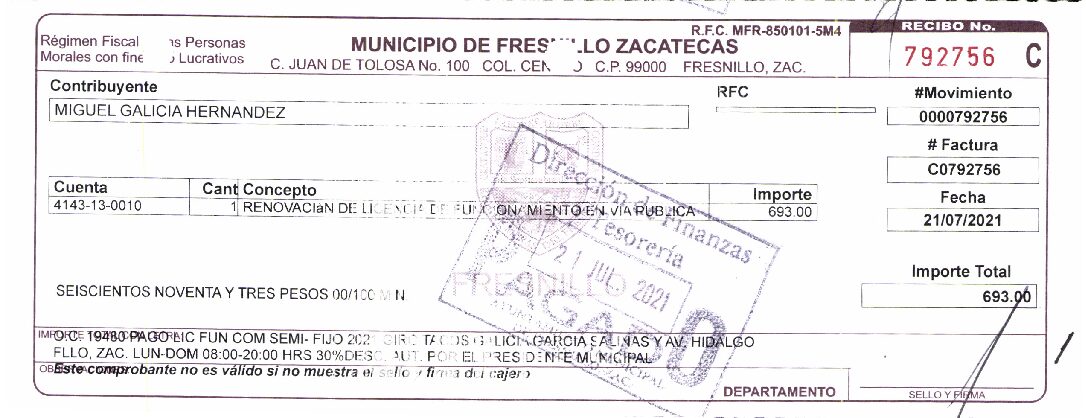 R.F.C. MFR-850101-5M4
RECIBO No.
Régimen Fiscal Personas
Morales con fine Lucrativos
MUNICIPIO DE FRES LLO ZACATECAS
C. JUAN DE TOLOSA No. 100 COL. CEN O C.P. 99000 FRESNILLO, ZAC.
792756 C
Contribuyente
RFC
#Movimiento
MIGUEL GALICIA HERNANDEZ
0000792756
# Factura
C0792756
Cuenta Cant Concepto Importe
Fecha
4143-13-0010 1 RENOVACIóN DE LICENCIA DE FUNCIONAMIENTO EN VIA PUBLICA 693.00
21/07/2021
Dirección de Finanzas
Tesorería
21 JUL 2021
PAGADO
FRESNILLO
Importe Total
SEISCIENTOS NOVENTA Y TRES PESOS 00/100 M.N.
693.00
O.C. 19480 PAGO LIC FUN COM SEMI- FIJO 2021 GIRO TACOS GALICIA GARCIA SALINAS Y AV. HIDALGO
FLLO, ZAC. LUN-DOM 08:00-20:00 HRS 30%DESC. AUT. POR EL PRESIDENTE MUNICIPAL
Este comprobante no es válido si no muestra el sello y firma del cajero
DEPARTAMENTO
SELLO Y FIRMA